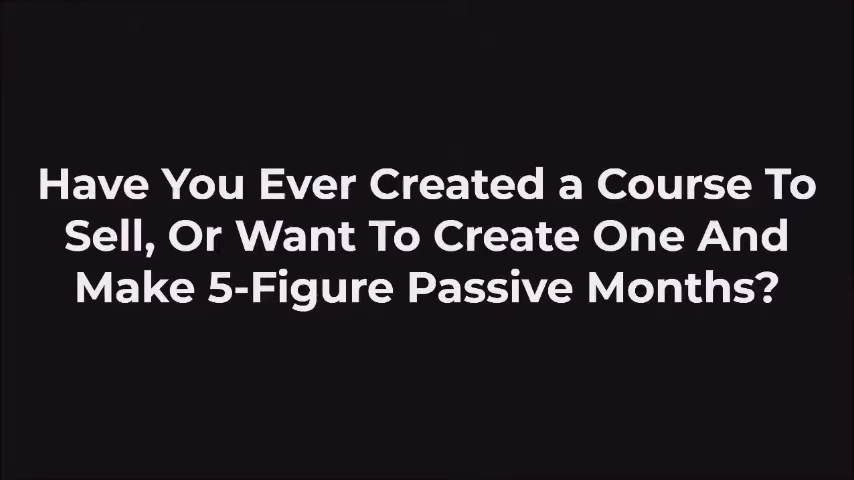 Have You Ever Created a Course To
Sell, Or Want To Create One And
Make 5-Figure Passive Months?